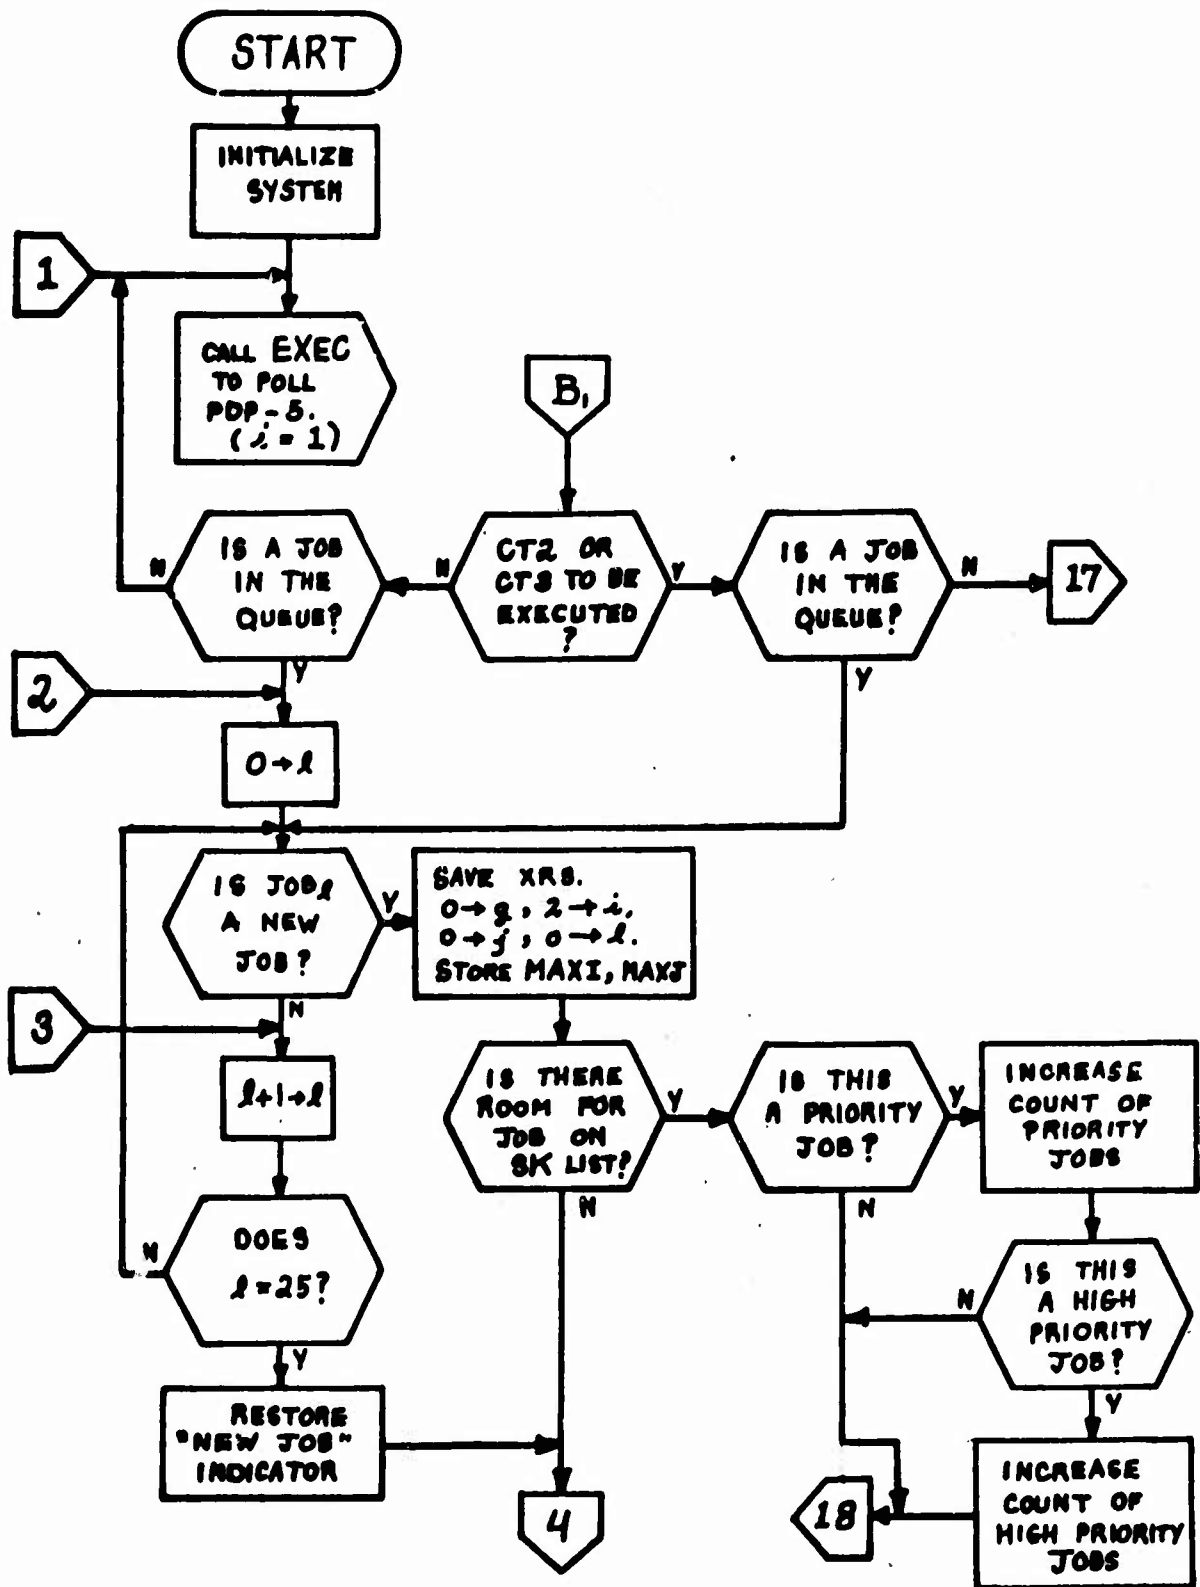 START
INITIALIZE
SYSTEM
1
CALL EXEC
TO POLL
PDP-5.
(i = 1)
B₁
IS A JOB
IN THE
QUEUE?
N
Y
CT2 OR
CT3 TO BE
EXECUTED
?
N
Y
IS A JOB
IN THE
QUEUE?
N
Y
17
2
0→l
IS JOBl
A NEW
JOB?
Y
N
SAVE XRS.
0→g, 2→i,
0→j, 0→l.
STORE MAXI, MAXJ
3
l+1→l
IS THERE
ROOM FOR
JOB ON
SK LIST?
Y
N
IS THIS
A PRIORITY
JOB?
Y
N
INCREASE
COUNT OF
PRIORITY
JOBS
DOES
l=25?
N
Y
IS THIS
A HIGH
PRIORITY
JOB?
N
Y
RESTORE
"NEW JOB"
INDICATOR
4
18
INCREASE
COUNT OF
HIGH PRIORITY
JOBS